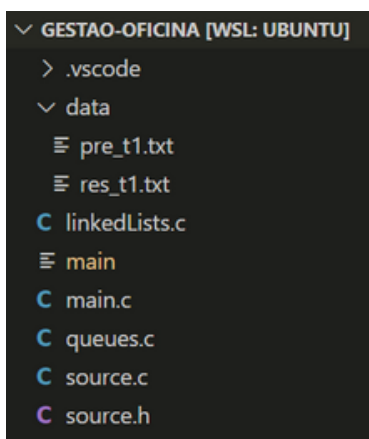 GESTAO-OFICINA [WSL: UBUNTU]
.vscode
data
pre_t1.txt
res_t1.txt
C linkedLists.c
main
C main.c
C queues.c
C source.c
C source.h